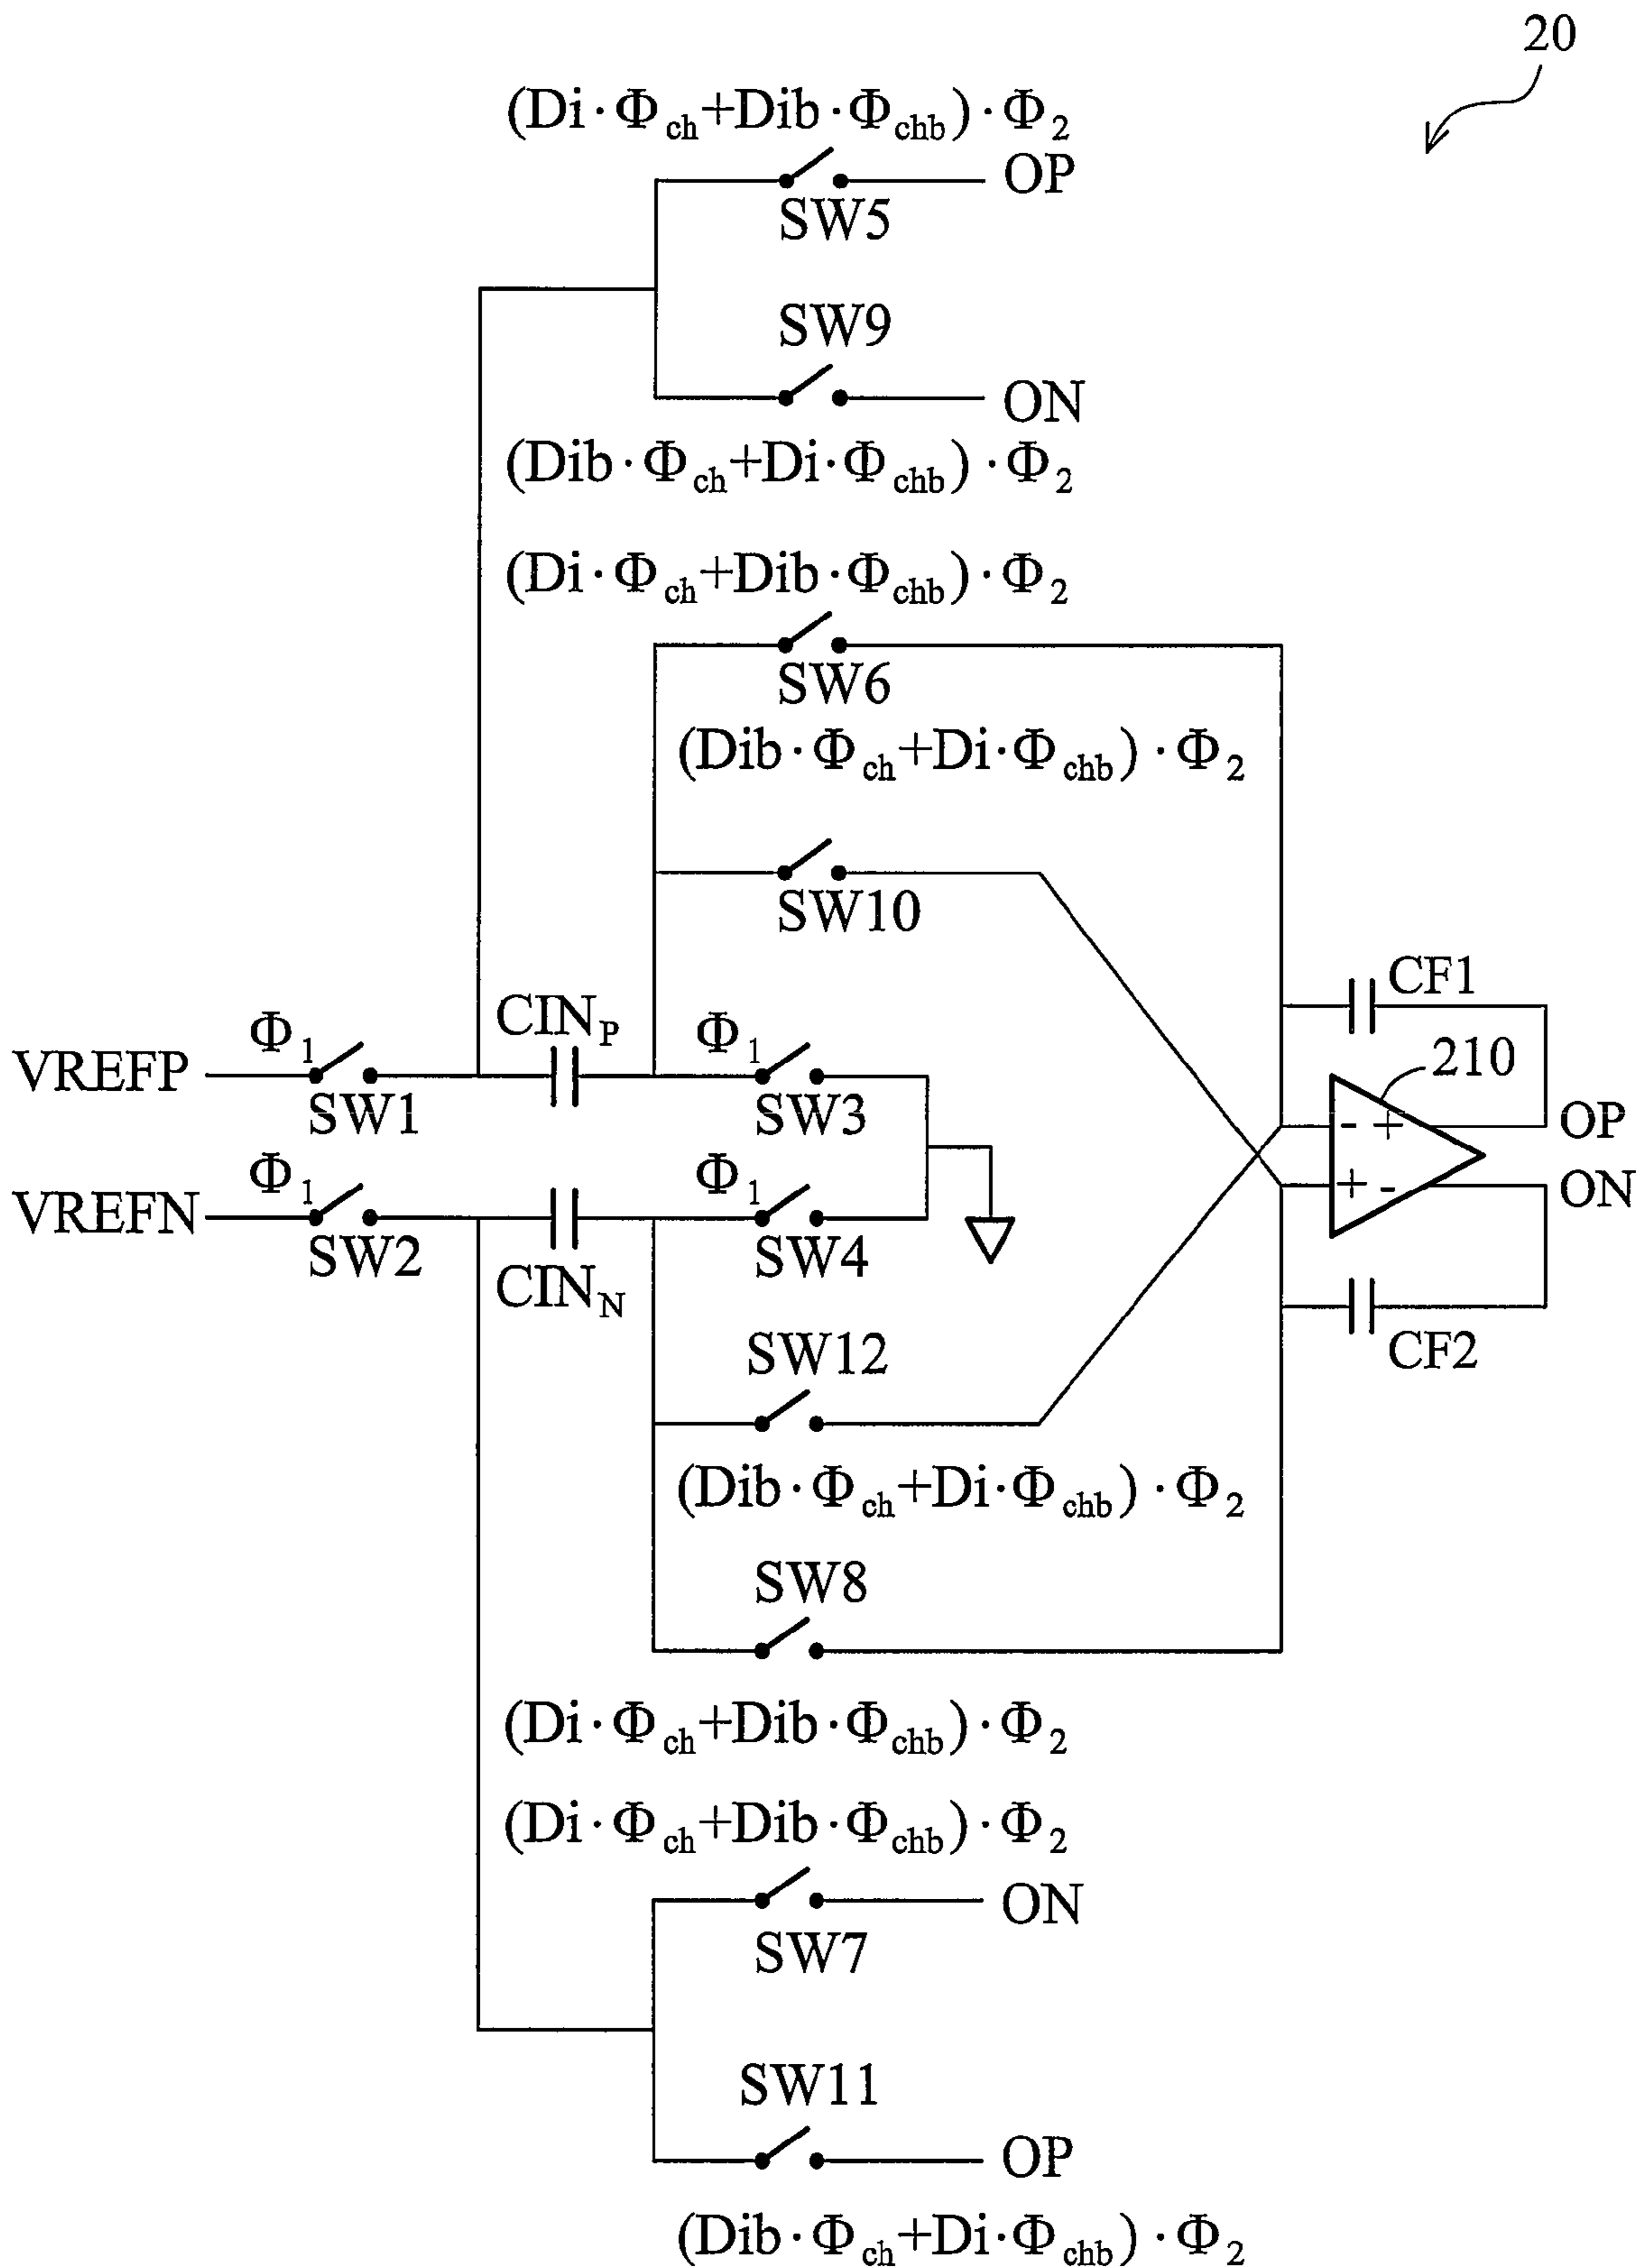 20
(Di·Φch+Dib·Φchb)·Φ2
OP
SW5
SW9
ON
(Dib·Φch+Di·Φchb)·Φ2
(Di·Φch+Dib·Φchb)·Φ2
SW6
(Dib·Φch+Di·Φchb)·Φ2
SW10
CF1
CINP
Φ1
Φ1
210
VREFP
SW1
SW3
- +
OP
Φ1
Φ1
+ -
ON
VREFN
SW2
SW4
CINN
SW12
CF2
(Dib·Φch+Di·Φchb)·Φ2
SW8
(Di·Φch+Dib·Φchb)·Φ2
(Di·Φch+Dib·Φchb)·Φ2
ON
SW7
SW11
OP
(Dib·Φch+Di·Φchb)·Φ2